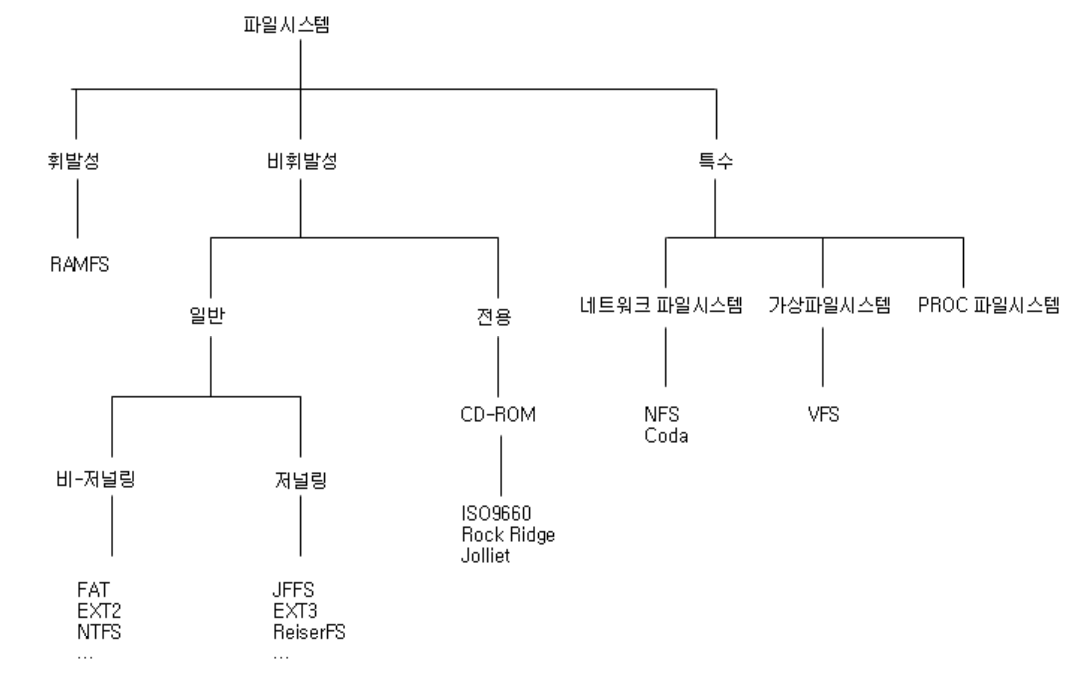 파일시스템
휘발성
비휘발성
특수
RAMFS
일반
전용
네트워크 파일시스템
가상파일시스템
PROC 파일시스템
CD-ROM
NFS
Coda
VFS
비-저널링
저널링
ISO9660
Rock Ridge
Jolliet
FAT
EXT2
NTFS
...
JFFS
EXT3
ReiserFS
...